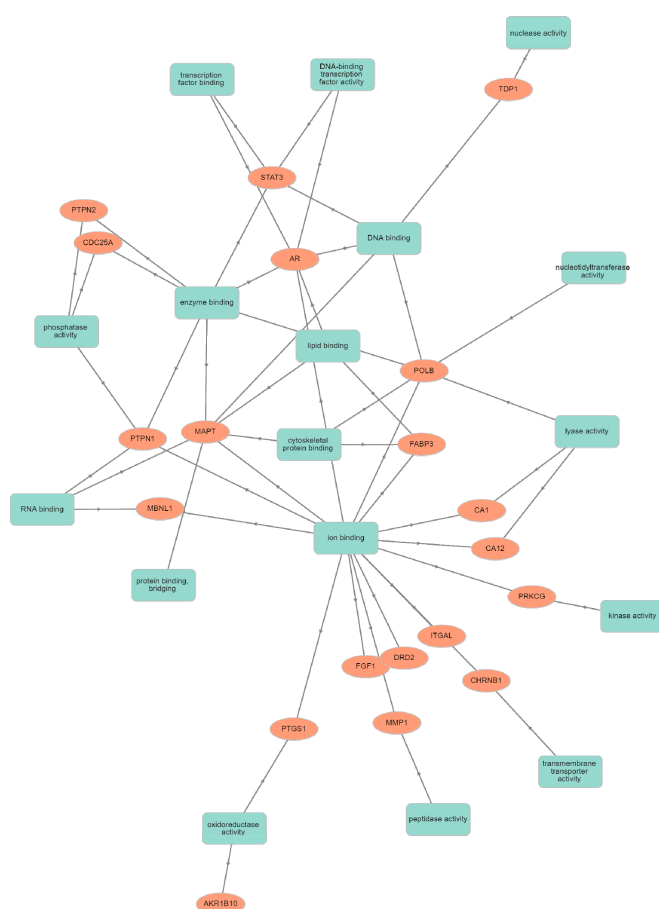 nuclease activity
transcription
factor binding
DNA-binding
transcription
factor activity
TDP1
STAT3
PTPN2
CDC25A
DNA binding
AR
nucleotidyltransferase
activity
enzyme binding
phosphatase
activity
lipid binding
POLB
lyase activity
PTPN1
MAPT
cytoskeletal
protein binding
FABP3
RNA binding
MBNL1
CA1
ion binding
CA12
protein binding,
bridging
PRKCG
kinase activity
ITGAL
DRD2
FGF1
CHRNB1
MMP1
PTGS1
transmembrane
transporter
activity
oxidoreductase
activity
peptidase activity
AKR1B10